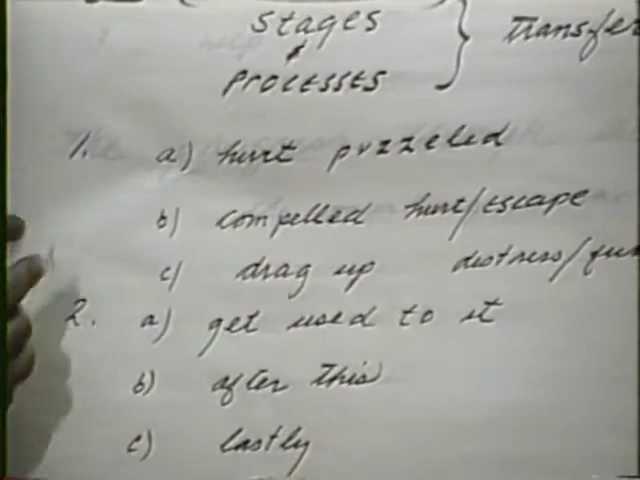 Stages } Transfer
&
Processes
1. a) hurt puzzeled
b) compelled hurt/escape
c) drag up distress/
2. a) get used to it
b) after this
c) lastly